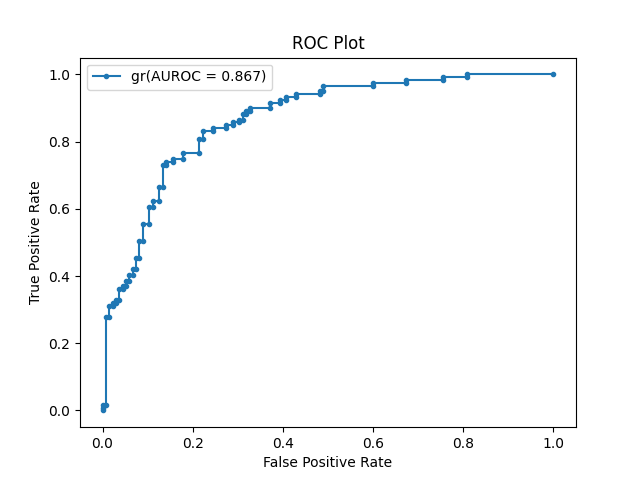 ROC Plot
gr(AUROC = 0.867)
True Positive Rate
1.0
0.8
0.6
0.4
0.2
0.0
0.0 0.2 0.4 0.6 0.8 1.0
False Positive Rate